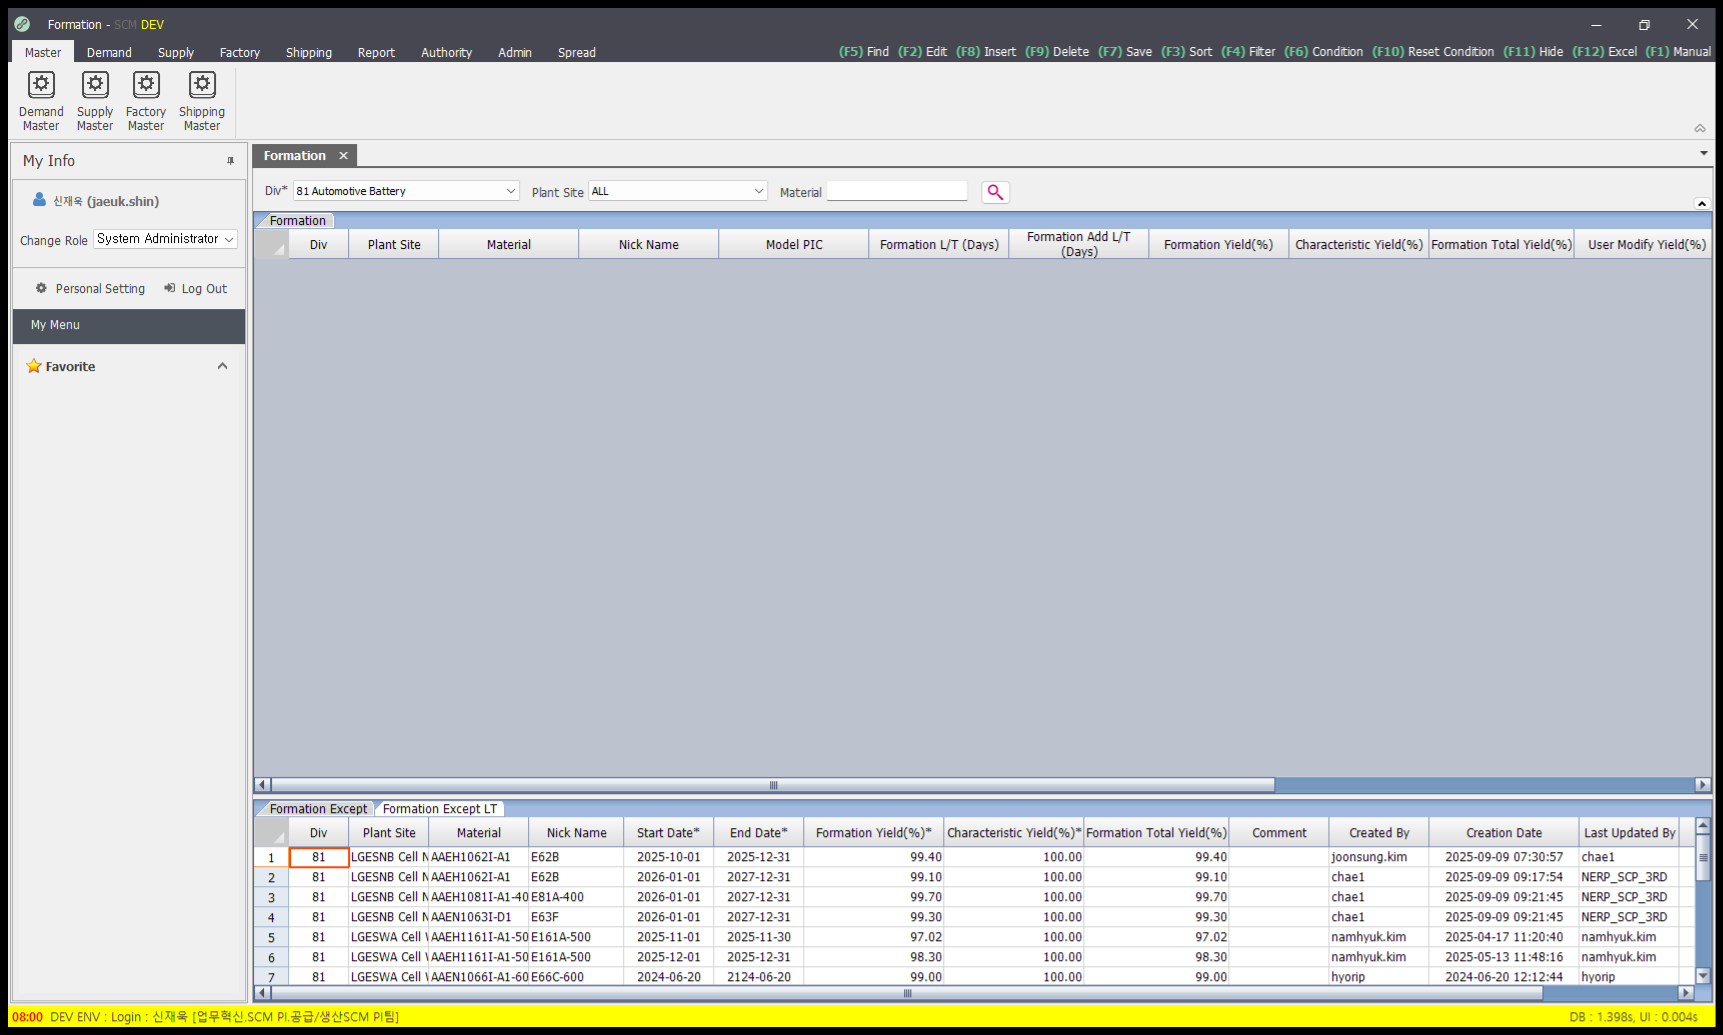 Formation - SCM DEV
Master Demand Supply Factory Shipping Report Authority Admin Spread (F5) Find (F2) Edit (F8) Insert (F9) Delete (F7) Save (F3) Sort (F4) Filter (F6) Condition (F10) Reset Condition (F11) Hide (F12) Excel (F1) Manual
Demand Master Supply Master Factory Master Shipping Master
My Info
신재욱 (jaeuk.shin)
Change Role System Administrator
Personal Setting Log Out
My Menu
Favorite
Formation
Div* 81 Automotive Battery Plant Site ALL Material
Formation
Div Plant Site Material Nick Name Model PIC Formation L/T (Days) Formation Add L/T (Days) Formation Yield(%) Characteristic Yield(%) Formation Total Yield(%) User Modify Yield(%)
Formation Except Formation Except LT
Div Plant Site Material Nick Name Start Date* End Date* Formation Yield(%)* Characteristic Yield(%)* Formation Total Yield(%) Comment Created By Creation Date Last Updated By
1 81 LGESNB Cell AAEH1062I-A1 E62B 2025-10-01 2025-12-31 99.40 100.00 99.40 joonsung.kim 2025-09-09 07:30:57 chae1
2 81 LGESNB Cell AAEH1062I-A1 E62B 2026-01-01 2027-12-31 99.10 100.00 99.10 chae1 2025-09-09 09:17:54 NERP_SCP_3RD
3 81 LGESNB Cell AAEH1081I-A1-40 E81A-400 2026-01-01 2027-12-31 99.70 100.00 99.70 chae1 2025-09-09 09:21:45 NERP_SCP_3RD
4 81 LGESNB Cell AAEN1063I-D1 E63F 2026-01-01 2027-12-31 99.30 100.00 99.30 chae1 2025-09-09 09:21:45 NERP_SCP_3RD
5 81 LGESWA Cell AAEH1161I-A1-50 E161A-500 2025-11-01 2025-11-30 97.02 100.00 97.02 namhyuk.kim 2025-04-17 11:20:40 namhyuk.kim
6 81 LGESWA Cell AAEH1161I-A1-50 E161A-500 2025-12-01 2025-12-31 98.30 100.00 98.30 namhyuk.kim 2025-05-13 11:48:16 namhyuk.kim
7 81 LGESWA Cell AAEN1066I-A1-60 E66C-600 2024-06-20 2124-06-20 99.00 100.00 99.00 hyorip 2024-06-20 12:12:44 hyorip
08:00 DEV ENV : Login : 신재욱 [업무혁신.SCM PI.공급/생산SCM PI팀] DB : 1.398s, UI : 0.004s